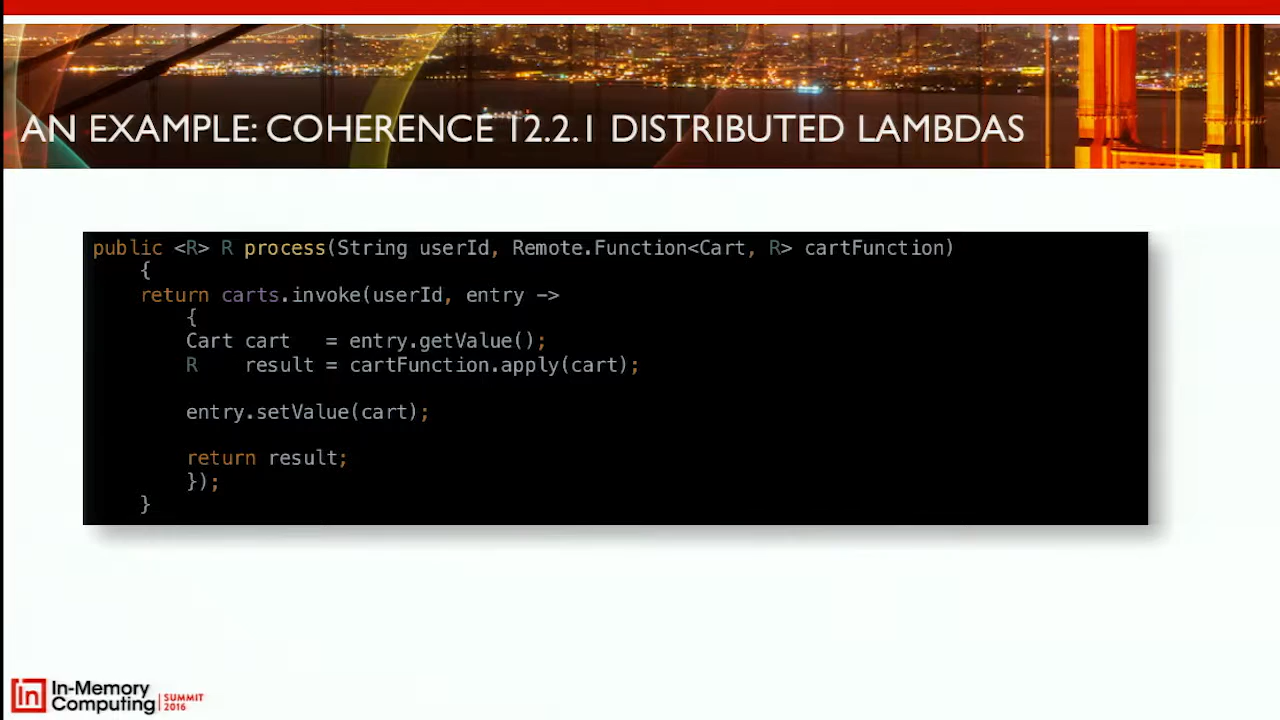 AN EXAMPLE: COHERENCE 12.2.1 DISTRIBUTED LAMBDAS
public <R> R process(String userId, Remote.Function<Cart, R> cartFunction)
{
return carts.invoke(userId, entry ->
{
Cart cart   = entry.getValue();
R    result = cartFunction.apply(cart);
entry.setValue(cart);
return result;
});
}
in In-Memory
Computing
SUMMIT
2016